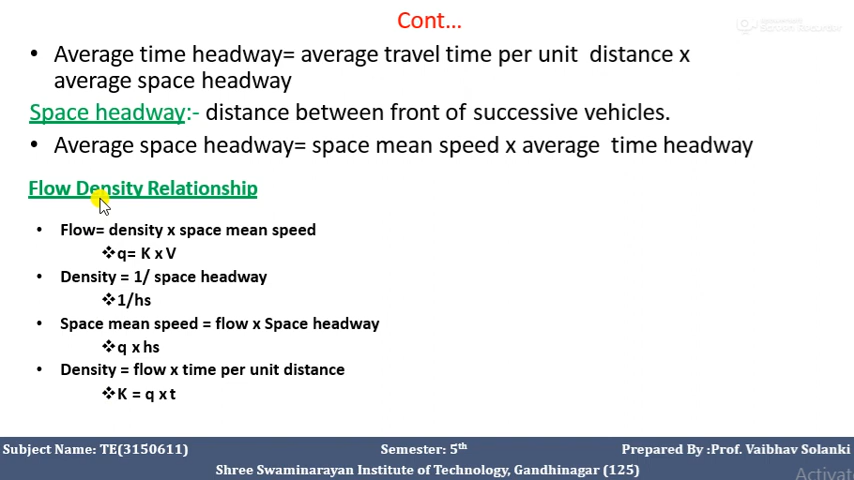 Cont...
• Average time headway= average travel time per unit distance x
average space headway
Space headway:- distance between front of successive vehicles.
• Average space headway= space mean speed x average time headway
Flow Density Relationship
• Flow= density x space mean speed
❖q= K x V
• Density = 1/ space headway
❖1/hs
• Space mean speed = flow x Space headway
❖q x hs
• Density = flow x time per unit distance
❖K = q x t
Subject Name: TE(3150611) Semester: 5th Prepared By :Prof. Vaibhav Solanki
Shree Swaminarayan Institute of Technology, Gandhinagar (125)
Activat